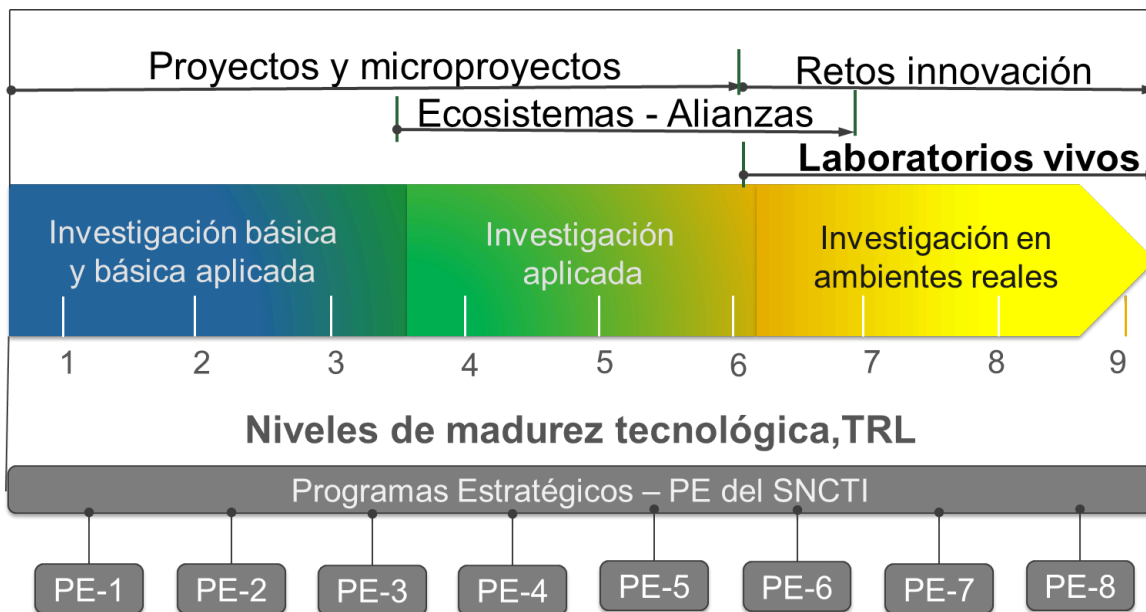 Proyectos y microproyectos
Retos innovación
Ecosistemas - Alianzas
Laboratorios vivos
Investigación básica
y básica aplicada
Investigación
aplicada
Investigación en
ambientes reales
1 2 3 4 5 6 7 8 9
Niveles de madurez tecnológica,TRL
Programas Estratégicos – PE del SNCTI
PE-1 PE-2 PE-3 PE-4 PE-5 PE-6 PE-7 PE-8